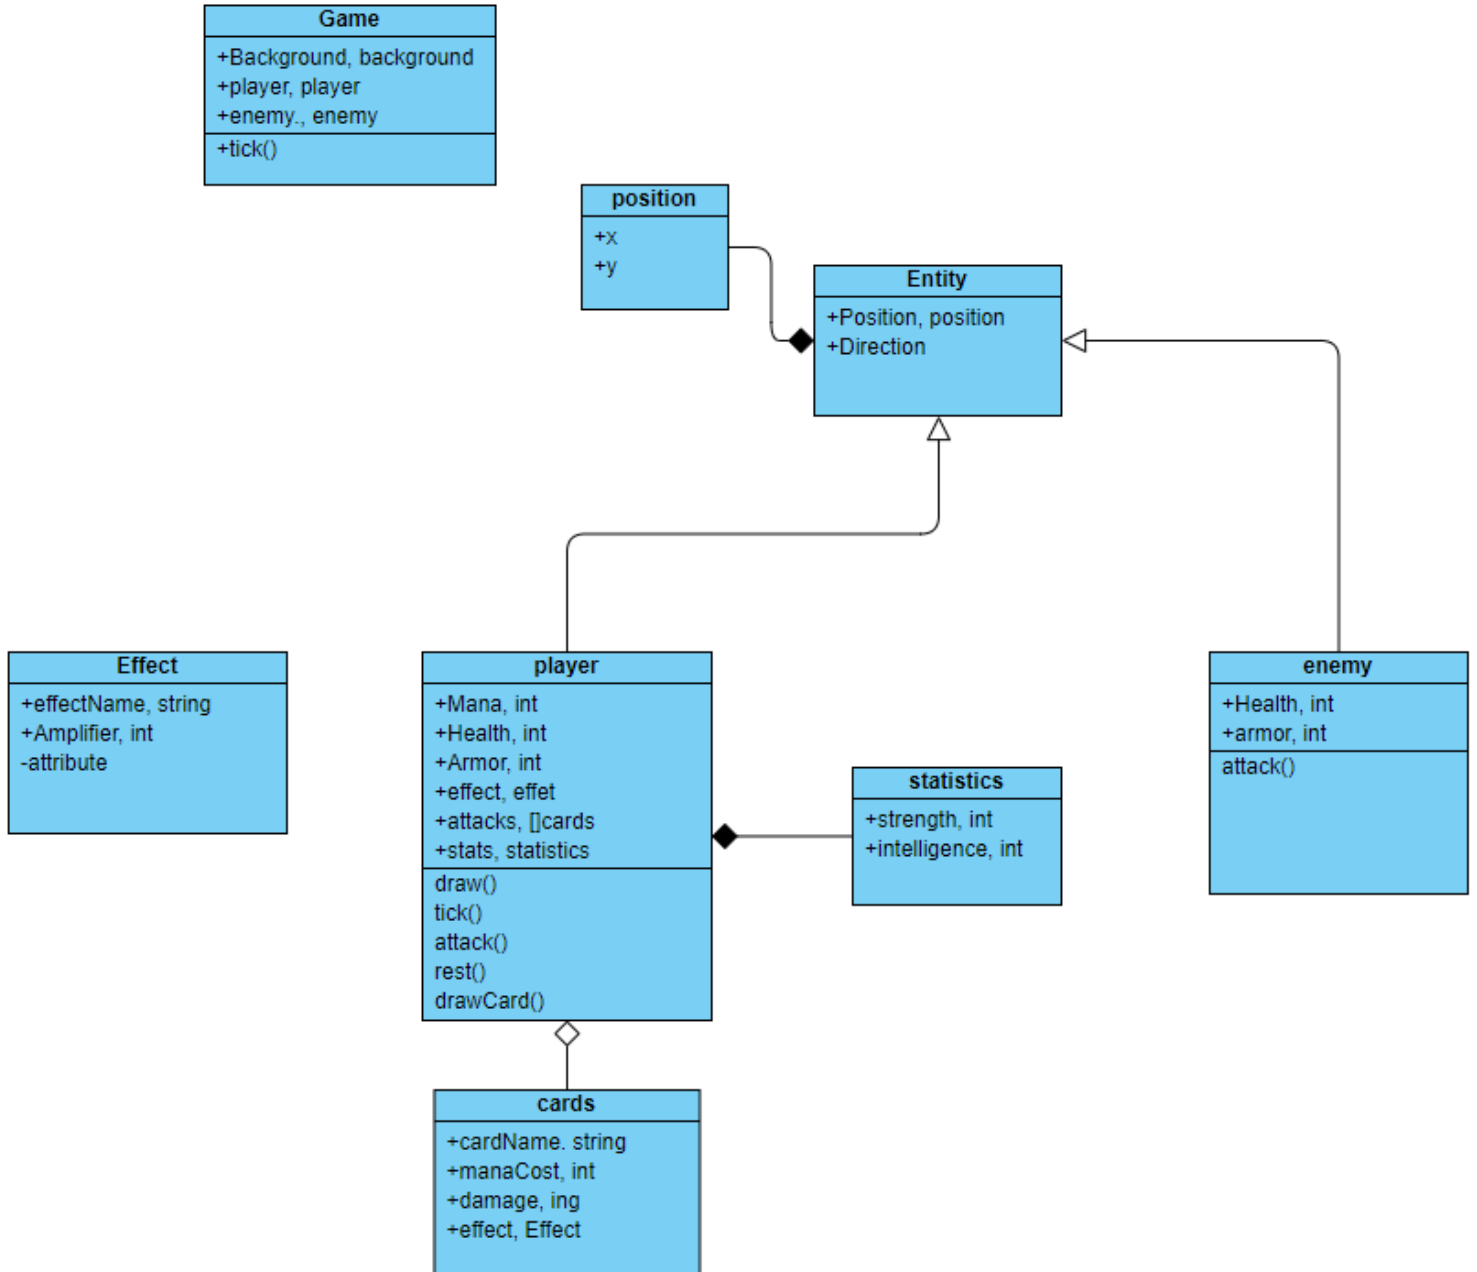 Game
+Background, background
+player, player
+enemy., enemy
+tick()
position
+x
+y
Entity
+Position, position
+Direction
Effect
+effectName, string
+Amplifier, int
-attribute
player
+Mana, int
+Health, int
+Armor, int
+effect, effet
+attacks, []cards
+stats, statistics
draw()
tick()
attack()
rest()
drawCard()
statistics
+strength, int
+intelligence, int
enemy
+Health, int
+armor, int
attack()
cards
+cardName. string
+manaCost, int
+damage, ing
+effect, Effect